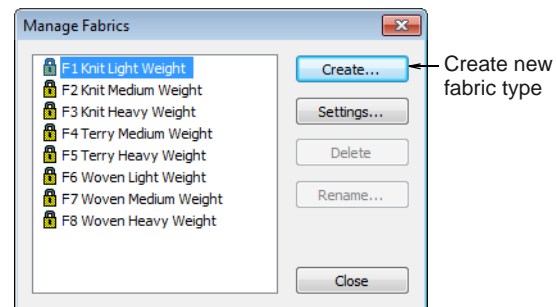 Manage Fabrics
F1 Knit Light Weight
F2 Knit Medium Weight
F3 Knit Heavy Weight
F4 Terry Medium Weight
F5 Terry Heavy Weight
F6 Woven Light Weight
F7 Woven Medium Weight
F8 Woven Heavy Weight
Create...
Settings...
Delete
Rename...
Close
Create new
fabric type